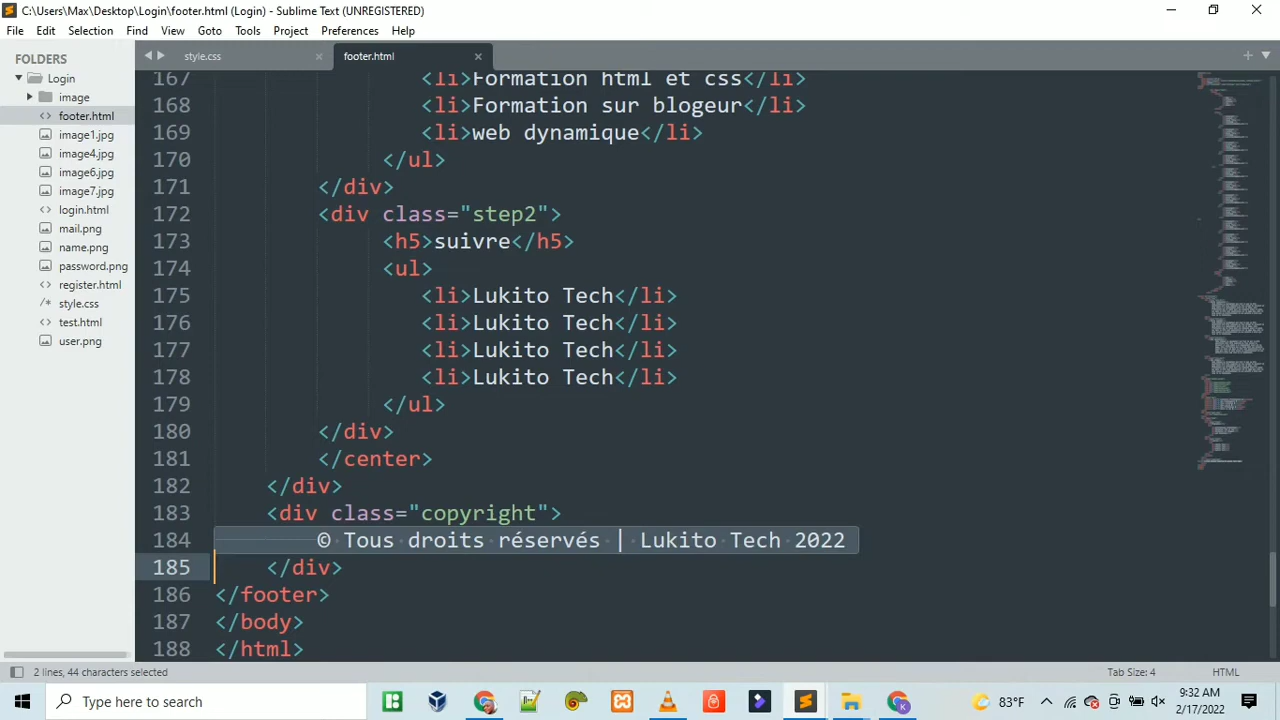 C:\Users\Max\Desktop\Login\footer.html (Login) - Sublime Text (UNREGISTERED)
File Edit Selection Find View Goto Tools Project Preferences Help
FOLDERS
Login
image
footer.html
image1.jpg
image4.jpg
image6.jpg
image7.jpg
login.html
mail.png
name.png
password.png
register.html
style.css
test.html
user.png
style.css footer.html
167 <li>Formation html et css</li>
168 <li>Formation sur blogeur</li>
169 <li>web dynamique</li>
170 </ul>
171 </div>
172 <div class="step2">
173 <h5>suivre</h5>
174 <ul>
175 <li>Lukito Tech</li>
176 <li>Lukito Tech</li>
177 <li>Lukito Tech</li>
178 <li>Lukito Tech</li>
179 </ul>
180 </div>
181 </center>
182 </div>
183 <div class="copyright">
184 © Tous droits réservés | Lukito Tech 2022
185 </div>
186 </footer>
187 </body>
188 </html>
2 lines, 44 characters selected
Tab Size: 4 HTML
Type here to search
83°F
9:32 AM
2/17/2022